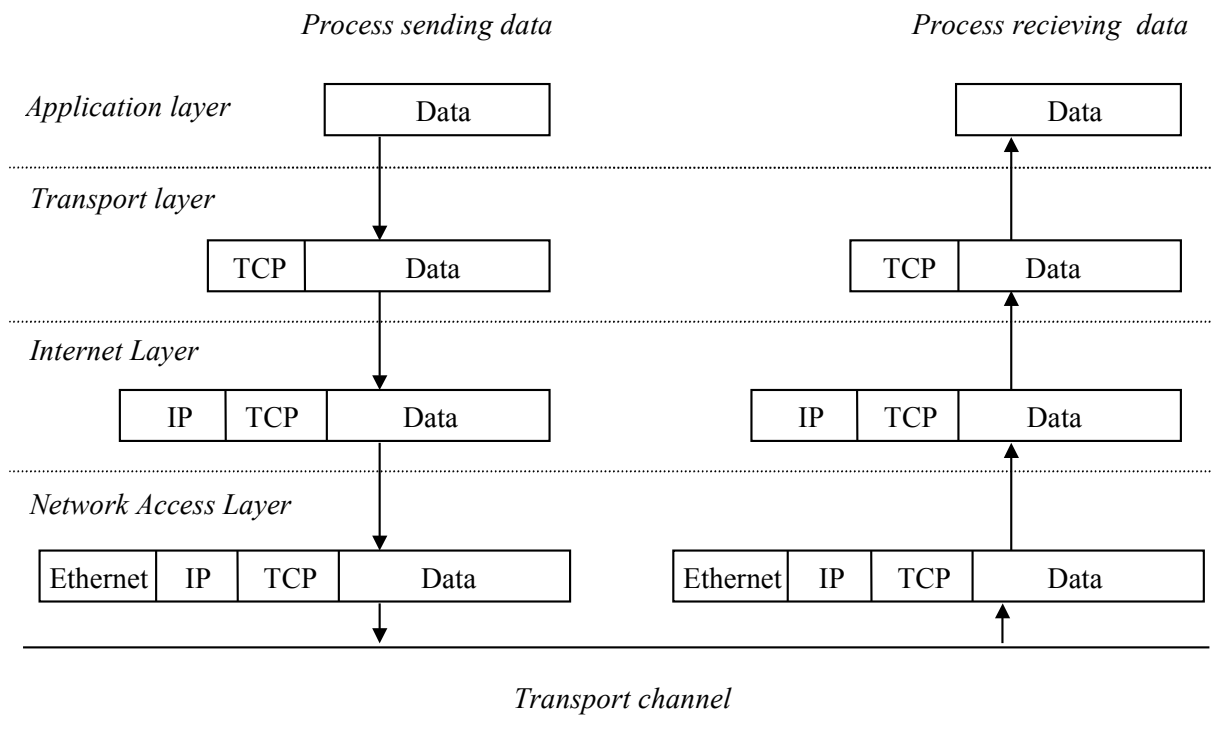 Process sending data
Process recieving data
Application layer
Data
Data
Transport layer
TCP Data
TCP Data
Internet Layer
IP TCP Data
IP TCP Data
Network Access Layer
Ethernet IP TCP Data
Ethernet IP TCP Data
Transport channel